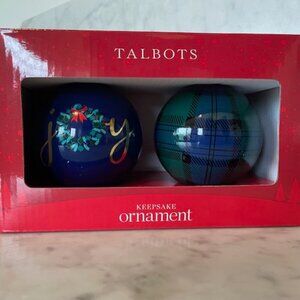 TALBOTS
joy
KEEPSAKE
ornament